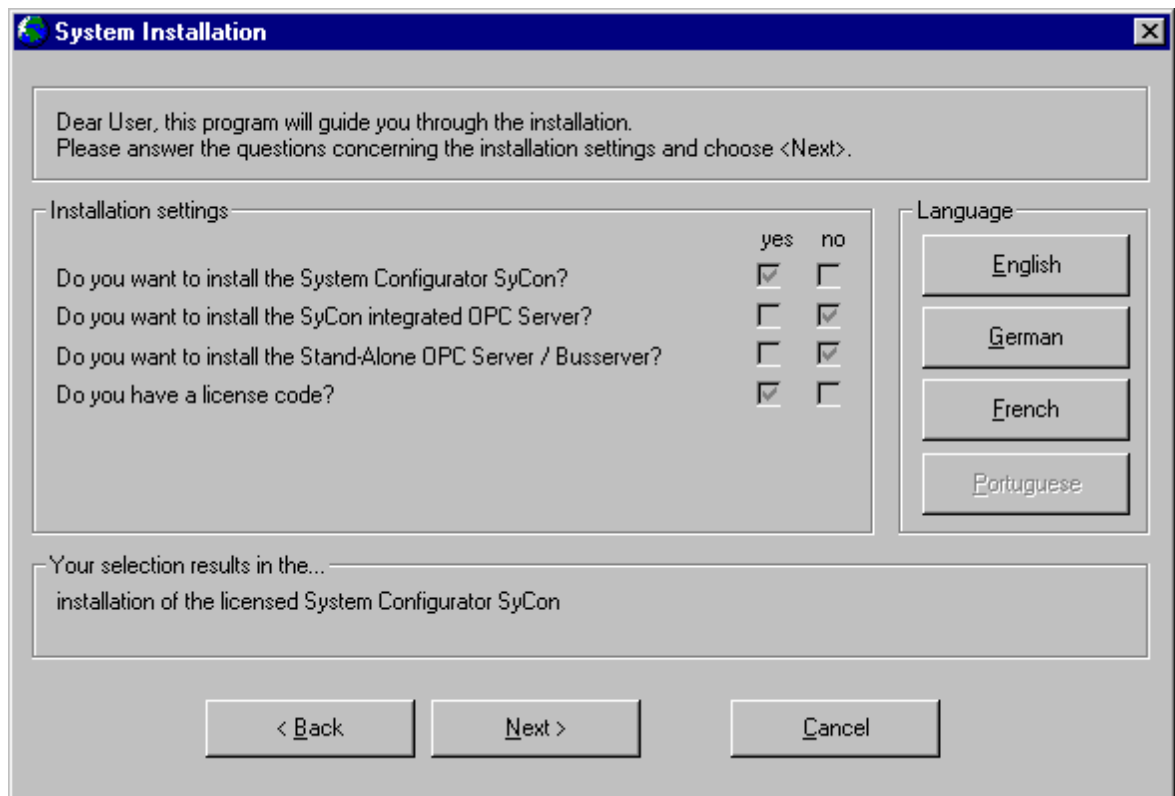 System Installation
Dear User, this program will guide you through the installation.
Please answer the questions concerning the installation settings and choose <Next>.
Installation settings
yes no
Do you want to install the System Configurator SyCon?
Do you want to install the SyCon integrated OPC Server?
Do you want to install the Stand-Alone OPC Server / Busserver?
Do you have a license code?
Language
English
German
French
Portuguese
Your selection results in the...
installation of the licensed System Configurator SyCon
< Back
Next >
Cancel